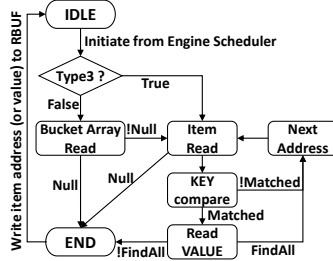 Write item address (or value) to RBUF
IDLE
Initiate from Engine Scheduler
Type3 ?
True
False
Bucket Array
Read
!Null
Item
Read
Next
Address
Null
Null
KEY
compare
!Matched
Matched
END
!FindAll
Read
VALUE
FindAll